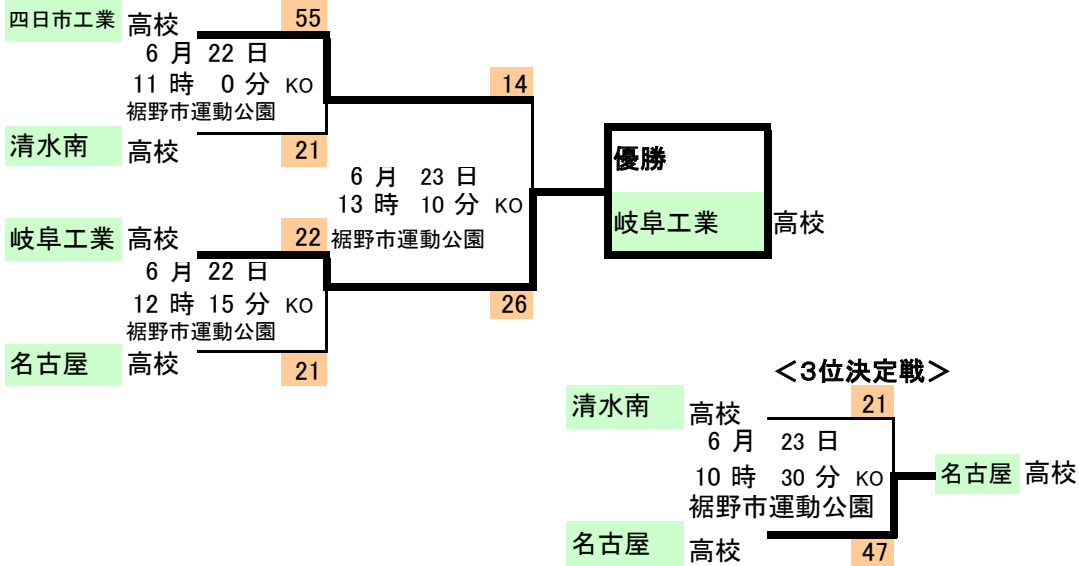 四日市工業 高校 55
6 月 22 日
11 時 0 分 KO
裾野市運動公園
清水南 高校 21
14
6 月 23 日
13 時 10 分 KO
裾野市運動公園
岐阜工業 高校 22
6 月 22 日
12 時 15 分 KO
裾野市運動公園
名古屋 高校 21
26
優勝
岐阜工業 高校
＜3位決定戦＞
清水南 高校 21
6 月 23 日
10 時 30 分 KO
裾野市運動公園
名古屋 高校 47
名古屋 高校